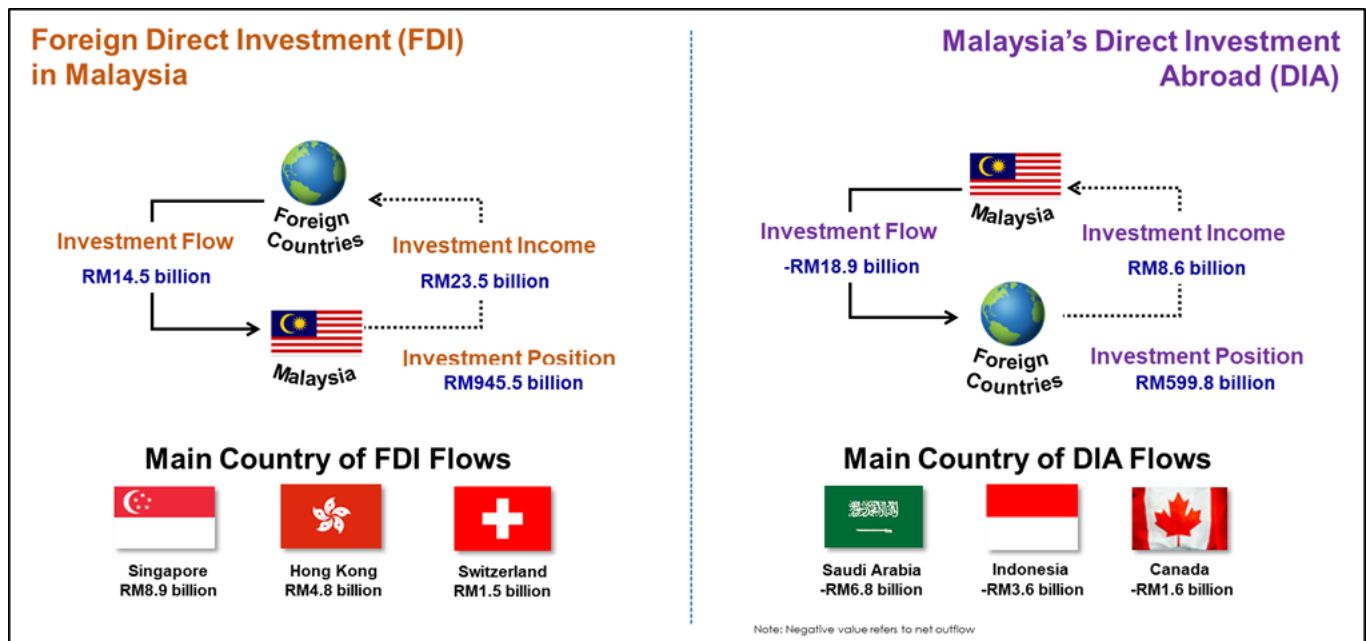 Foreign Direct Investment (FDI)
in Malaysia
Foreign
Countries
Investment Flow
RM14.5 billion
Investment Income
RM23.5 billion
Malaysia
Investment Position
RM945.5 billion
Main Country of FDI Flows
Singapore
RM8.9 billion
Hong Kong
RM4.8 billion
Switzerland
RM1.5 billion
Malaysia's Direct Investment
Abroad (DIA)
Malaysia
Investment Flow
-RM18.9 billion
Investment Income
RM8.6 billion
Foreign
Countries
Investment Position
RM599.8 billion
Main Country of DIA Flows
Saudi Arabia
-RM6.8 billion
Indonesia
-RM3.6 billion
Canada
-RM1.6 billion
Note: Negative value refers to net outflow